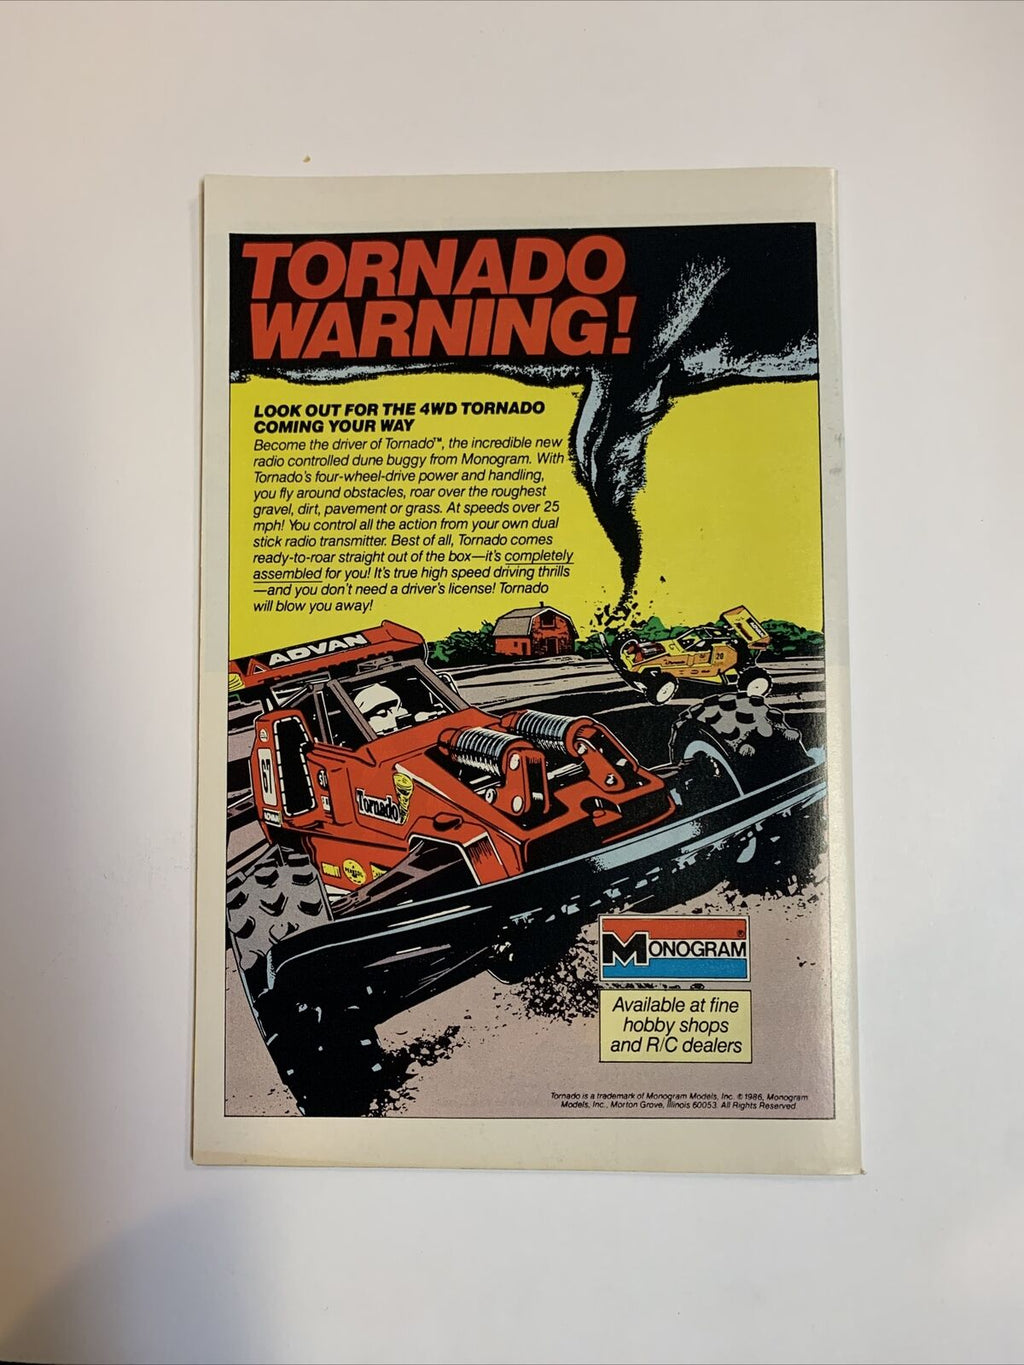 TORNADO
WARNING!
LOOK OUT FOR THE 4WD TORNADO
COMING YOUR WAY
Become the driver of Tornado™, the incredible new
radio controlled dune buggy from Monogram. With
Tornado's four-wheel-drive power and handling,
you fly around obstacles, roar over the roughest
gravel, dirt, pavement or grass. At speeds over 25
mph! You control all the action from your own dual
stick radio transmitter. Best of all, Tornado comes
ready-to-roar straight out of the box—it's completely
assembled for you! It's true high speed driving thrills
—and you don't need a driver's license! Tornado
will blow you away!
ADVAN
20
67
ADVAN
Tornado
MONOGRAM®
Available at fine
hobby shops
and R/C dealers
Tornado is a trademark of Monogram Models, Inc. © 1986, Monogram
Models, Inc., Morton Grove, Illinois 60053. All Rights Reserved.